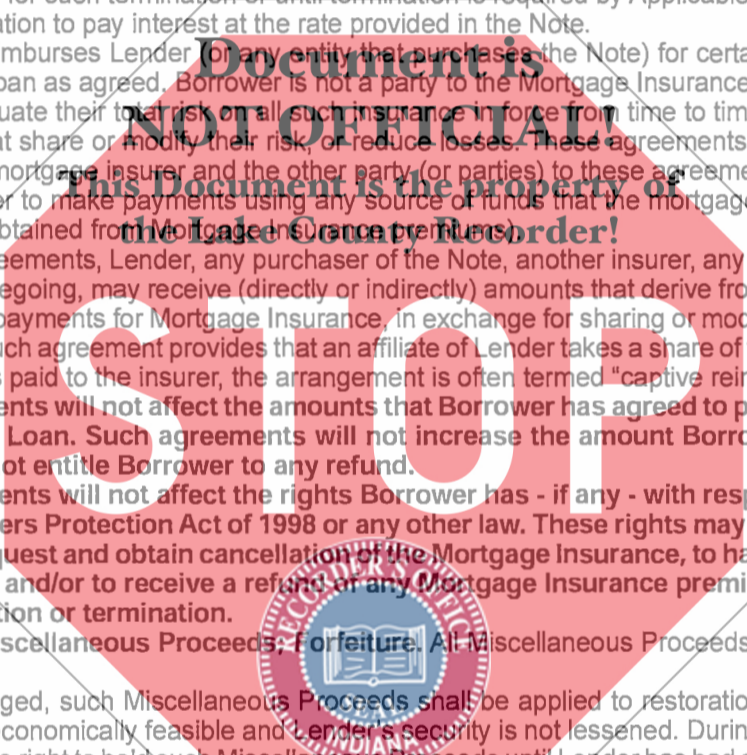 for such termination or until termination is required by Applicable
ation to pay interest at the rate provided in the Note.
mburses Lender (or any entity that purchases the Note) for certa
oan as agreed. Borrower is not a party to the Mortgage Insurance
Document is
uate their total risk on all such insurance in force from time to tim
NOT OFFICIAL!
t share or modify their risk, or reduce losses. These agreements
mortgage insurer and the other party (or parties) to these agreeme
This Document is the property of
r to make payments using any source of funds that the mortgag
btained from Mortgage Insurance premiums).
the Lake County Recorder!
eements, Lender, any purchaser of the Note, another insurer, any
egoing, may receive (directly or indirectly) amounts that derive fro
payments for Mortgage Insurance, in exchange for sharing or mod
uch agreement provides that an affiliate of Lender takes a share of
paid to the insurer, the arrangement is often termed "captive rein
STOP
ents will not affect the amounts that Borrower has agreed to p
Loan. Such agreements will not increase the amount Borro
ot entitle Borrower to any refund.
ents will not affect the rights Borrower has - if any - with resp
ers Protection Act of 1998 or any other law. These rights may
uest and obtain cancellation of the Mortgage Insurance, to ha
and/or to receive a refund of any Mortgage Insurance premi
tion or termination.
RECORDER'S OFFICE
scellaneous Proceeds; Forfeiture. All Miscellaneous Proceeds
SEAL
INDIANA
ged, such Miscellaneous Proceeds shall be applied to restoratio
conomically feasible and Lender's security is not lessened. Durin